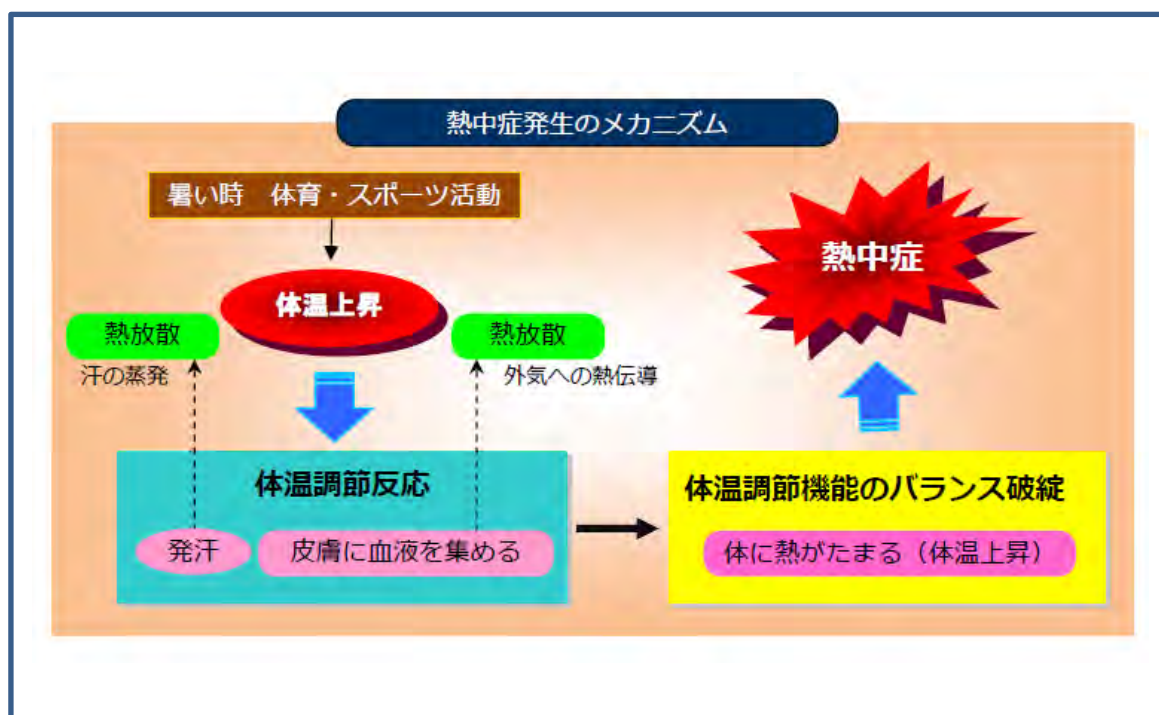 熱中症発生のメカニズム
暑い時　体育・スポーツ活動
体温上昇
熱放散
汗の蒸発
熱放散
外気への熱伝導
体温調節反応
発汗
皮膚に血液を集める
体温調節機能のバランス破綻
体に熱がたまる（体温上昇）
熱中症